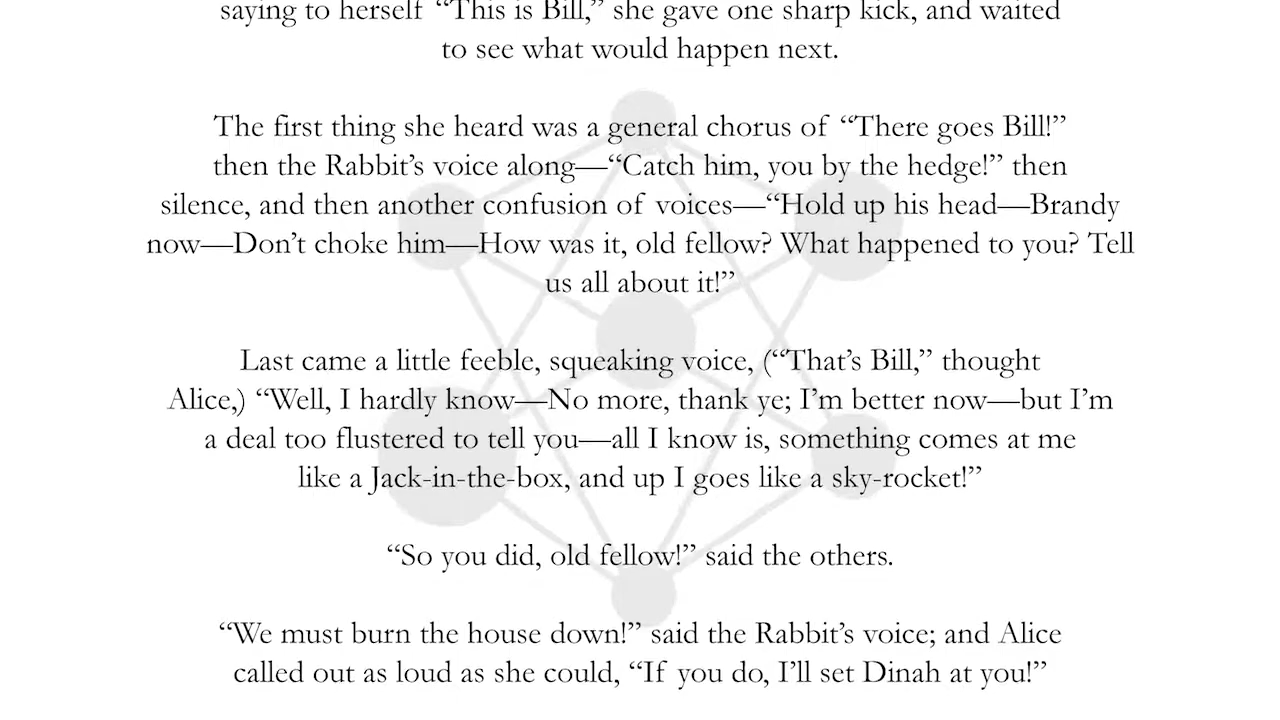 saying to herself “This is Bill,” she gave one sharp kick, and waited
to see what would happen next.
The first thing she heard was a general chorus of “There goes Bill!”
then the Rabbit’s voice along—“Catch him, you by the hedge!” then
silence, and then another confusion of voices—“Hold up his head—Brandy
now—Don’t choke him—How was it, old fellow? What happened to you? Tell
us all about it!”
Last came a little feeble, squeaking voice, (“That’s Bill,” thought
Alice,) “Well, I hardly know—No more, thank ye; I’m better now—but I’m
a deal too flustered to tell you—all I know is, something comes at me
like a Jack-in-the-box, and up I goes like a sky-rocket!”
“So you did, old fellow!” said the others.
“We must burn the house down!” said the Rabbit’s voice; and Alice
called out as loud as she could, “If you do, I’ll set Dinah at you!”